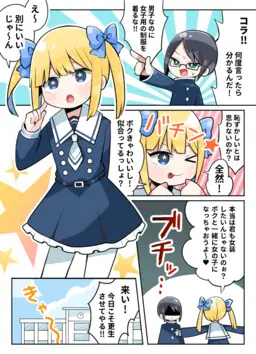 コラ!!
何度言ったら
分かるんだ!
男子なのに
女子用の制服を
着るな!!
え〜
別にいい
じゃ〜ん
恥ずかしいとは
思わないのか?
バチン★
全然!
ボクきゃわいいし!
似合ってるっしょ?
本当は君も女装
したいんじゃないのぉ?
ボクと一緒に女の子に
なっちゃおうよ〜♥
ブチッ…
来い!
今日こそ更生
させてやる!!
きゃ〜